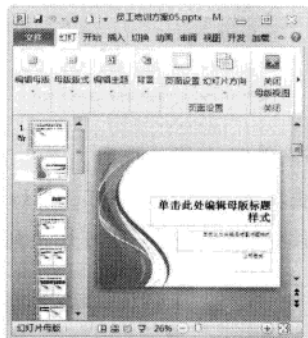 员工培训方案05.pptx - M...
文件 幻灯 开始 插入 切换 动画 审阅 视图 开发 加载
编辑母版 母版版式 编辑主题 背景 页面设置 幻灯片方向 关闭母版视图
页面设置 关闭
1
单击此处编辑母版标题
样式
幻灯片母版 26%